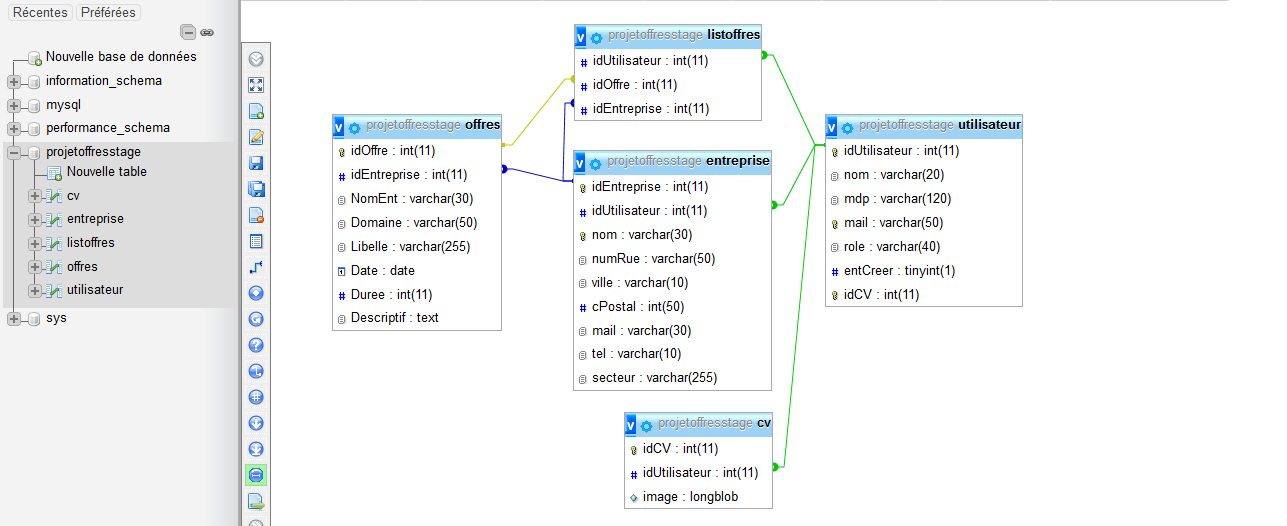 Récentes Préférées
Nouvelle base de données
information_schema
mysql
performance_schema
projetoffresstage
Nouvelle table
cv
entreprise
listoffres
offres
utilisateur
sys
v projetoffresstage listoffres
# idUtilisateur : int(11)
# idOffre : int(11)
# idEntreprise : int(11)
v projetoffresstage offres
idOffre : int(11)
# idEntreprise : int(11)
NomEnt : varchar(30)
Domaine : varchar(50)
Libelle : varchar(255)
Date : date
# Duree : int(11)
Descriptif : text
v projetoffresstage entreprise
idEntreprise : int(11)
# idUtilisateur : int(11)
nom : varchar(30)
numRue : varchar(50)
ville : varchar(10)
# cPostal : int(50)
mail : varchar(30)
tel : varchar(10)
secteur : varchar(255)
v projetoffresstage utilisateur
idUtilisateur : int(11)
nom : varchar(20)
mdp : varchar(120)
mail : varchar(50)
role : varchar(40)
# entCreer : tinyint(1)
idCV : int(11)
v projetoffresstage cv
idCV : int(11)
# idUtilisateur : int(11)
image : longblob